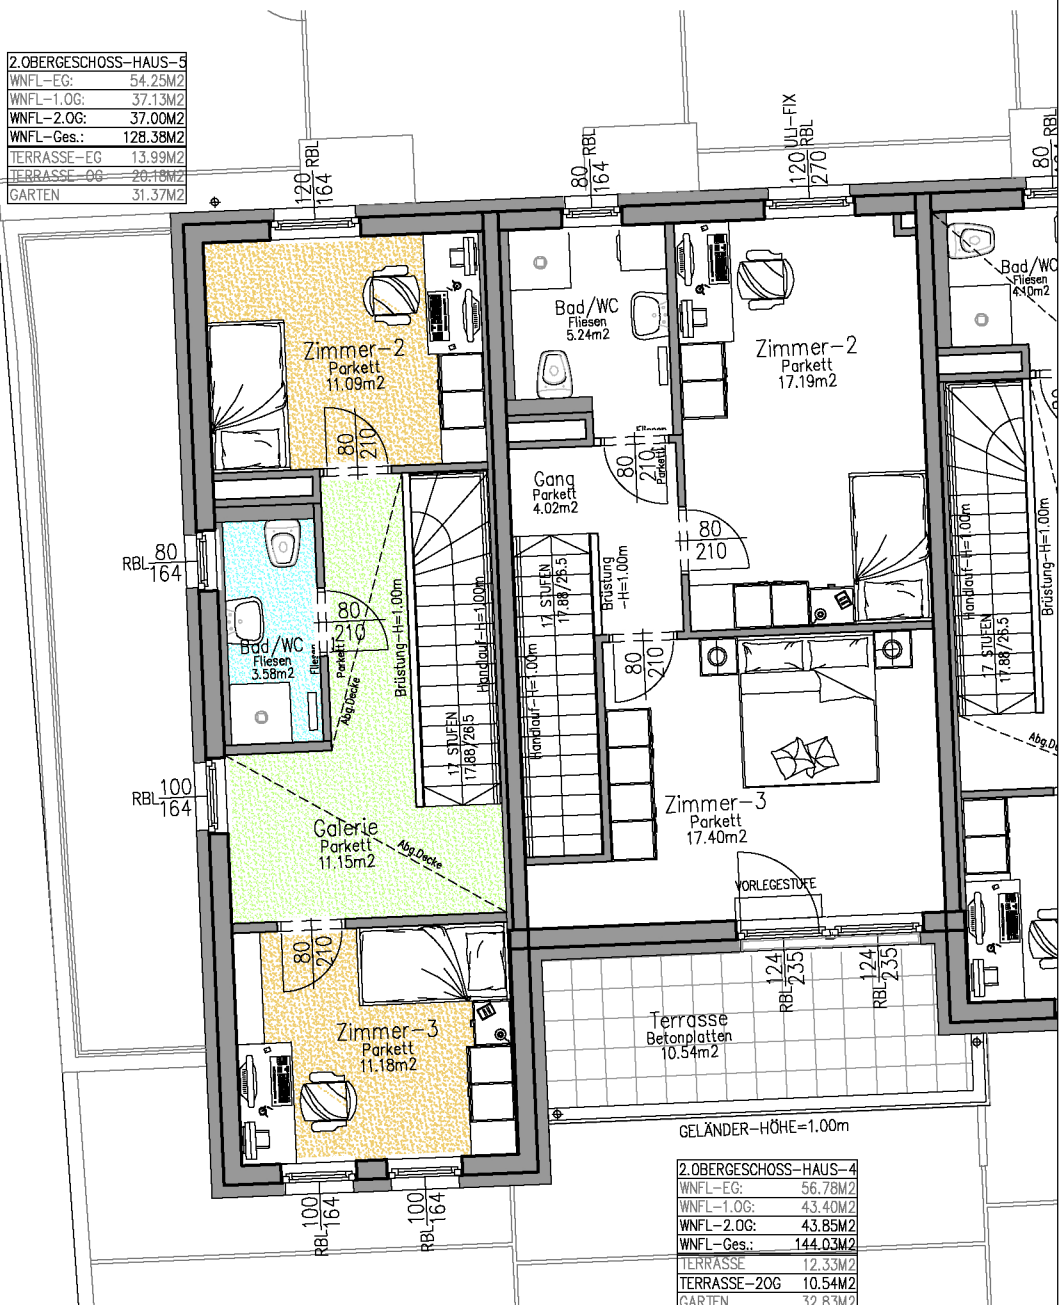 2.OBERGESCHOSS-HAUS-5
WNFL-EG: 54.25M2
WNFL-1.OG: 37.13M2
WNFL-2.OG: 37.00M2
WNFL-Ges.: 128.38M2
TERRASSE-EG 13.99M2
TERRASSE-OG 20.18M2
GARTEN 31.37M2
120 RBL
164
80 RBL
164
120 ULI-FIX
RBL
270
80 RBL
Zimmer-2
Parkett
11.09m2
80
210
Bad/WC
Fliesen
5.24m2
Zimmer-2
Parkett
17.19m2
Bad/WC
Fliesen
4.10m2
Gang
Parkett
4.02m2
Fliesen
80
210
Parkett
80
210
RBL 80
164
Bad/WC
Fliesen
3.58m2
80
210
Fliesen
Parkett
Abg.Decke
Brüstung-H=1.00m
Handlauf-H=1.00m
17 STUFEN
17.88/26.5
Handlauf-H=1.00m
17 STUFEN
17.88/26.5
Brüstung
-H=1.00m
80
210
Handlauf-H=1.00m
17 STUFEN
17.88/26.5
Brüstung-H=1.00m
Abg.D
RBL 100
164
Galerie
Parkett
11.15m2
Abg.Decke
Zimmer-3
Parkett
17.40m2
VORLEGESTUFE
80
210
Zimmer-3
Parkett
11.18m2
RBL 124
235
RBL 124
235
Terrasse
Betonplatten
10.54m2
GELÄNDER-HÖHE=1.00m
RBL 100
164
RBL 100
164
2.OBERGESCHOSS-HAUS-4
WNFL-EG: 56.78M2
WNFL-1.OG: 43.40M2
WNFL-2.OG: 43.85M2
WNFL-Ges.: 144.03M2
TERRASSE 12.33M2
TERRASSE-2OG 10.54M2
GARTEN 32.83M2